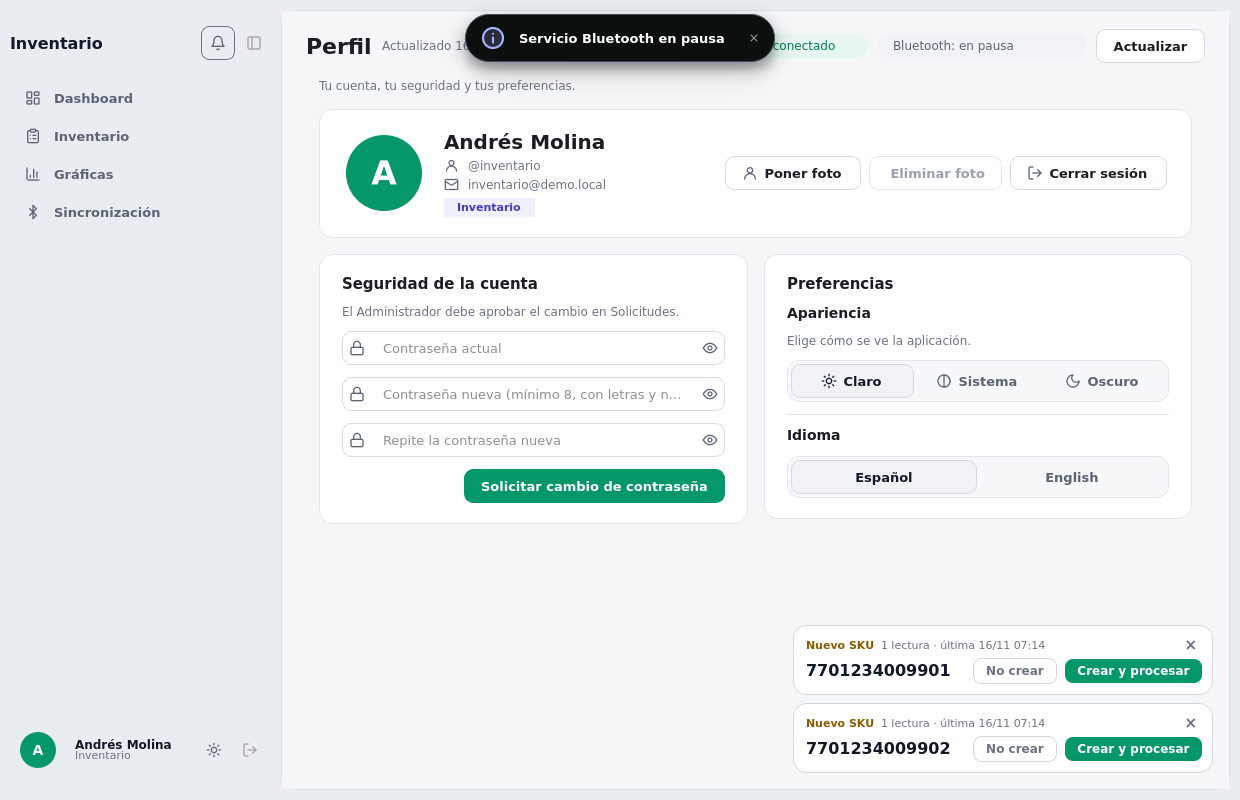 Inventario
Dashboard
Inventario
Gráficas
Sincronización
Andrés Molina
Inventario
Perfil
Actualizado
Servicio Bluetooth en pausa
conectado
Bluetooth: en pausa
Actualizar
Tu cuenta, tu seguridad y tus preferencias.
A
Andrés Molina
@inventario
inventario@demo.local
Inventario
Poner foto
Eliminar foto
Cerrar sesión
Seguridad de la cuenta
El Administrador debe aprobar el cambio en Solicitudes.
Contraseña actual
Contraseña nueva (mínimo 8, con letras y n...
Repite la contraseña nueva
Solicitar cambio de contraseña
Preferencias
Apariencia
Elige cómo se ve la aplicación.
Claro
Sistema
Oscuro
Idioma
Español
English
Nuevo SKU 1 lectura · última 16/11 07:14
7701234009901
No crear
Crear y procesar
Nuevo SKU 1 lectura · última 16/11 07:14
7701234009902
No crear
Crear y procesar
A